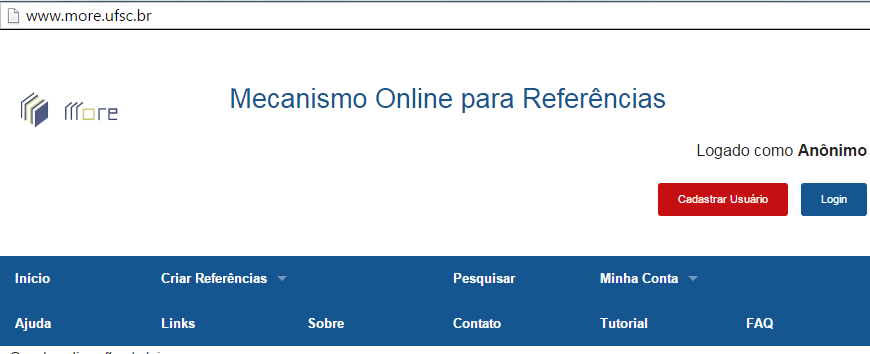 www.more.ufsc.br
more
Mecanismo Online para Referências
Logado como Anônimo
Cadastrar Usuário Login
Início Criar Referências Pesquisar Minha Conta
Ajuda Links Sobre Contato Tutorial FAQ